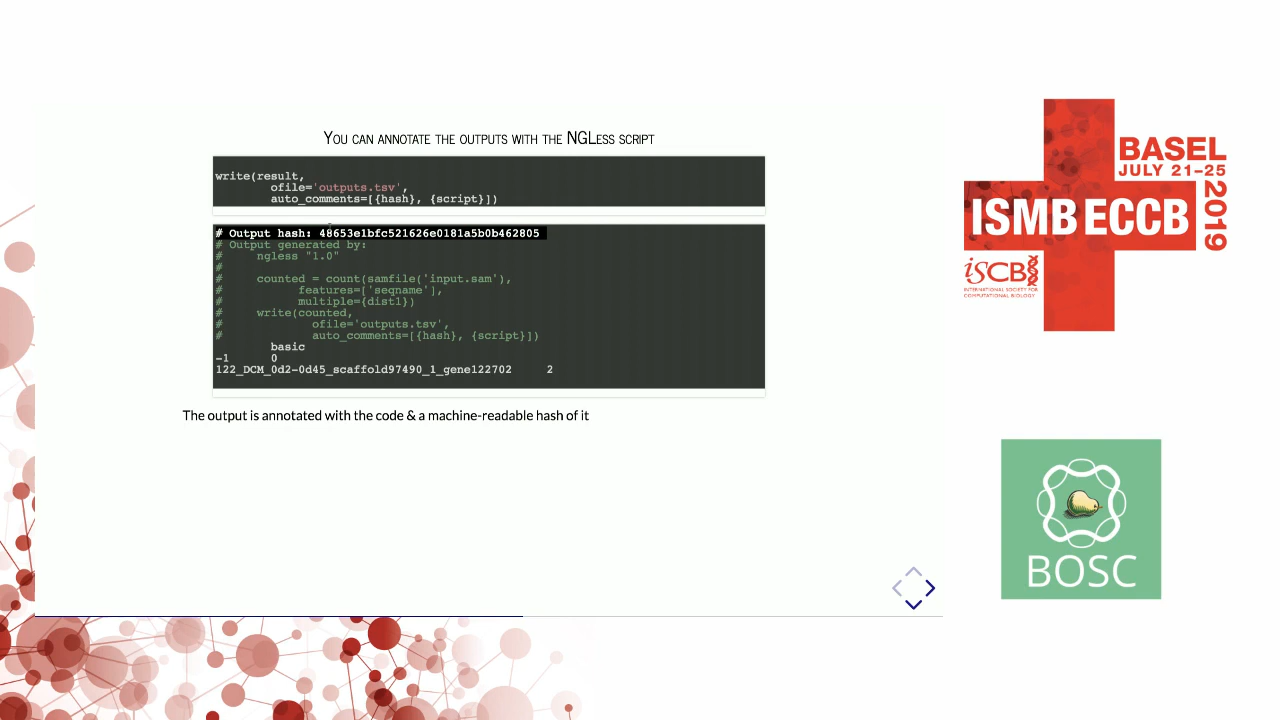 You can annotate the outputs with the NGLess script
write(result,
ofile='outputs.tsv',
auto_comments=[{hash}, {script}])
# Output hash: 48653e1bfc521626e0181a5b0b462805
# Output generated by:
# ngless "1.0"
#
# counted = count(samfile('input.sam'),
# features=['seqname'],
# multiple={dist1})
# write(counted,
# ofile='outputs.tsv',
# auto_comments=[{hash}, {script}])
basic
-1 0
122_DCM_0d2-0d45_scaffold97490_1_gene122702 2
The output is annotated with the code & a machine-readable hash of it
BASEL
JULY 21-25
2019
ISMB ECCB
iSCB
INTERNATIONAL SOCIETY FOR
COMPUTATIONAL BIOLOGY
BOSC